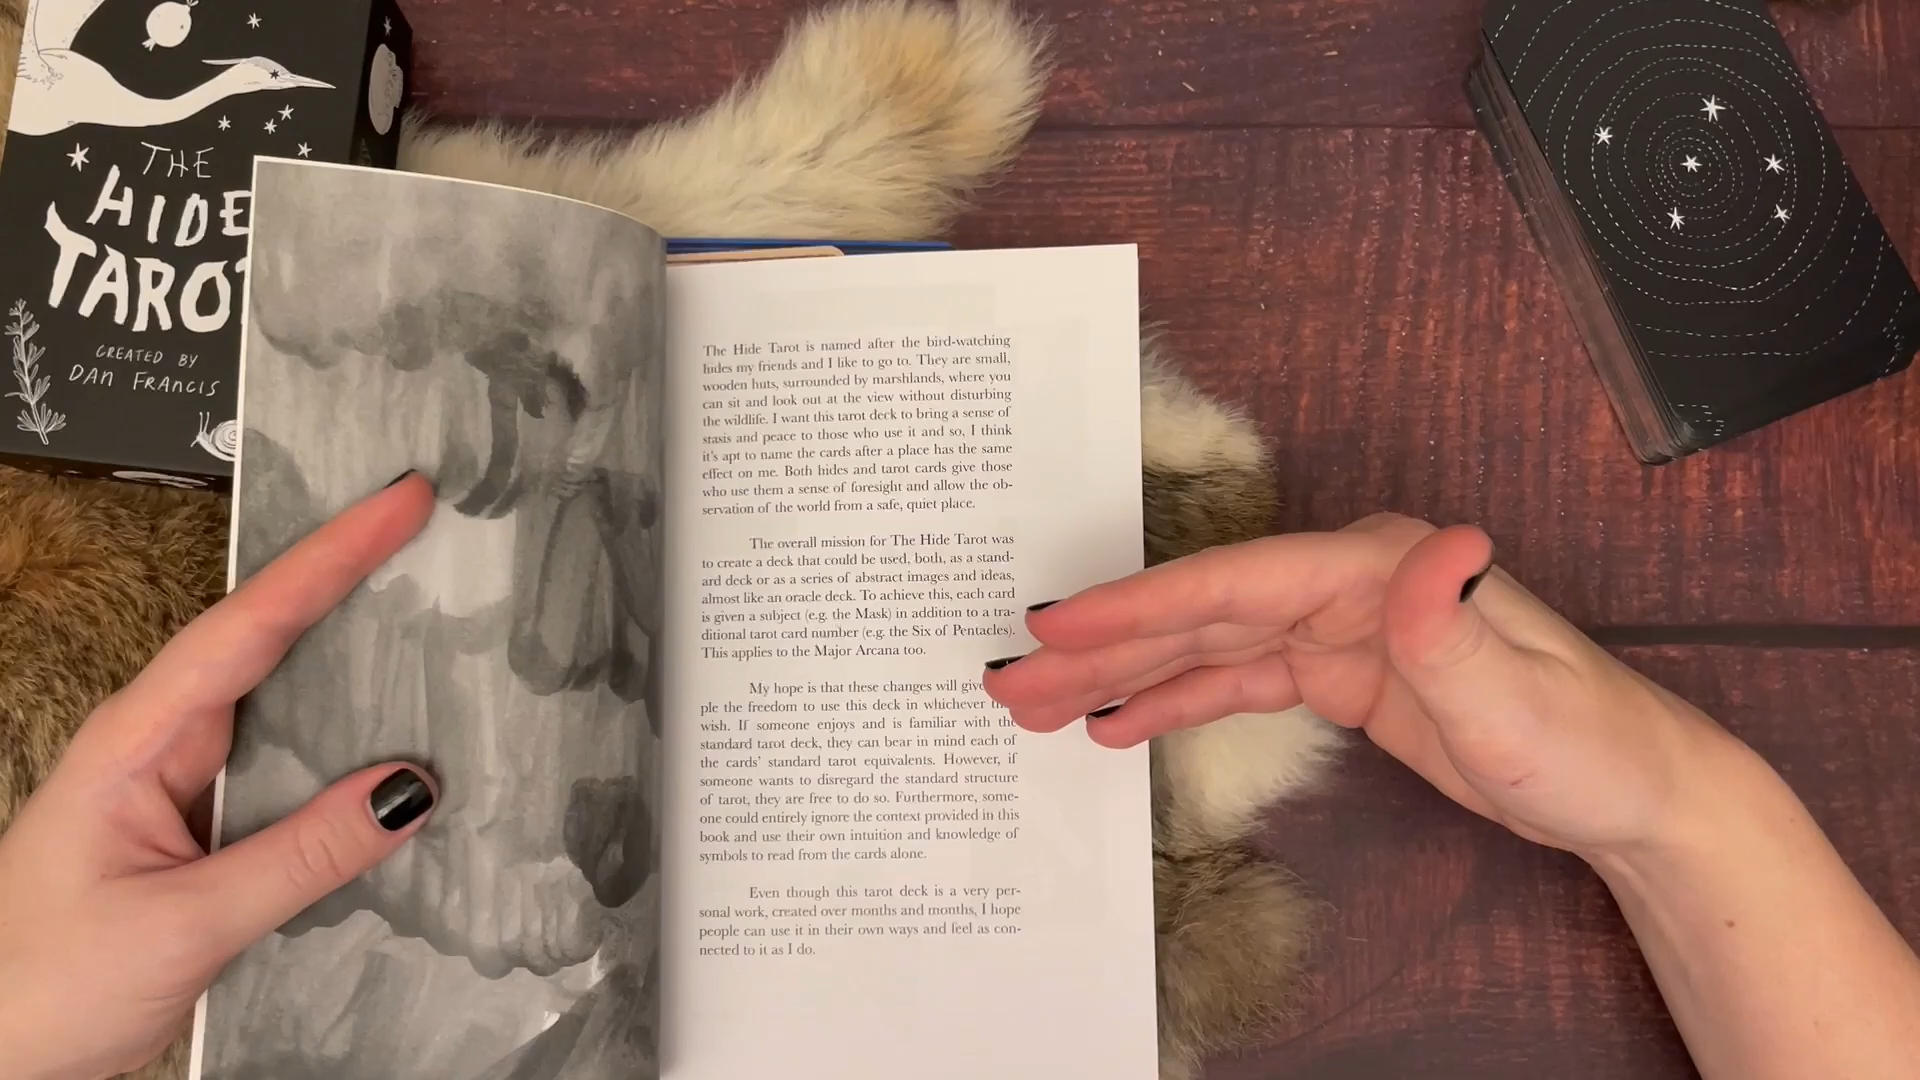 THE
HIDE
TAROT
CREATED BY
DAN FRANCIS
The Hide Tarot is named after the bird-watching
hides my friends and I like to go to. They are small,
wooden huts, surrounded by marshlands, where you
can sit and look out at the view without disturbing
the wildlife. I want this tarot deck to bring a sense of
stasis and peace to those who use it and so, I think
it's apt to name the cards after a place has the same
effect on me. Both hides and tarot cards give those
who use them a sense of foresight and allow the ob-
servation of the world from a safe, quiet place.
The overall mission for The Hide Tarot was
to create a deck that could be used, both, as a stand-
ard deck or as a series of abstract images and ideas,
almost like an oracle deck. To achieve this, each card
is given a subject (e.g. the Mask) in addition to a tra-
ditional tarot card number (e.g. the Six of Pentacles).
This applies to the Major Arcana too.
My hope is that these changes will give
ple the freedom to use this deck in whichever
wish. If someone enjoys and is familiar with the
standard tarot deck, they can bear in mind each of
the cards' standard tarot equivalents. However, if
someone wants to disregard the standard structure
of tarot, they are free to do so. Furthermore, some-
one could entirely ignore the context provided in this
book and use their own intuition and knowledge of
symbols to read from the cards alone.
Even though this tarot deck is a very per-
sonal work, created over months and months, I hope
people can use it in their own ways and feel as con-
nected to it as I do.